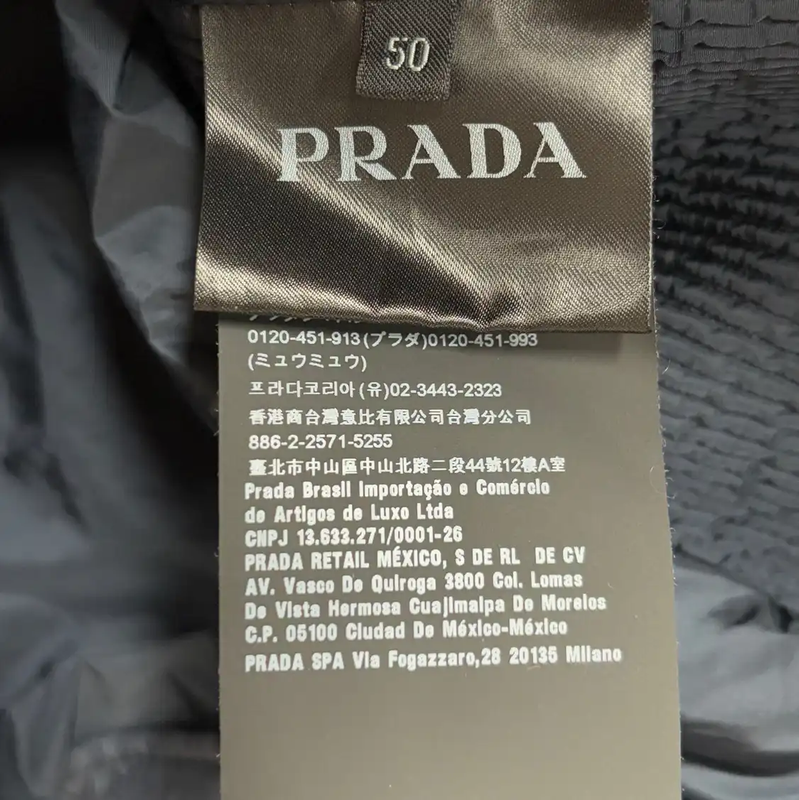 50
PRADA
0120-451-913(プラダ)0120-451-993
(ミュウミュウ)
프라다코리아(유)02-3443-2323
香港商台灣意比有限公司台灣分公司
886-2-2571-5255
臺北市中山區中山北路二段44號12樓A室
Prada Brasil Importação e Comércio
de Artigos de Luxo Ltda
CNPJ 13.633.271/0001-26
PRADA RETAIL MÉXICO, S DE RL DE CV
AV. Vasco De Quiroga 3800 Col. Lomas
De Vista Hermosa Cuajimalpa De Morelos
C.P. 05100 Ciudad De México-México
PRADA SPA Via Fogazzaro,28 20135 Milano